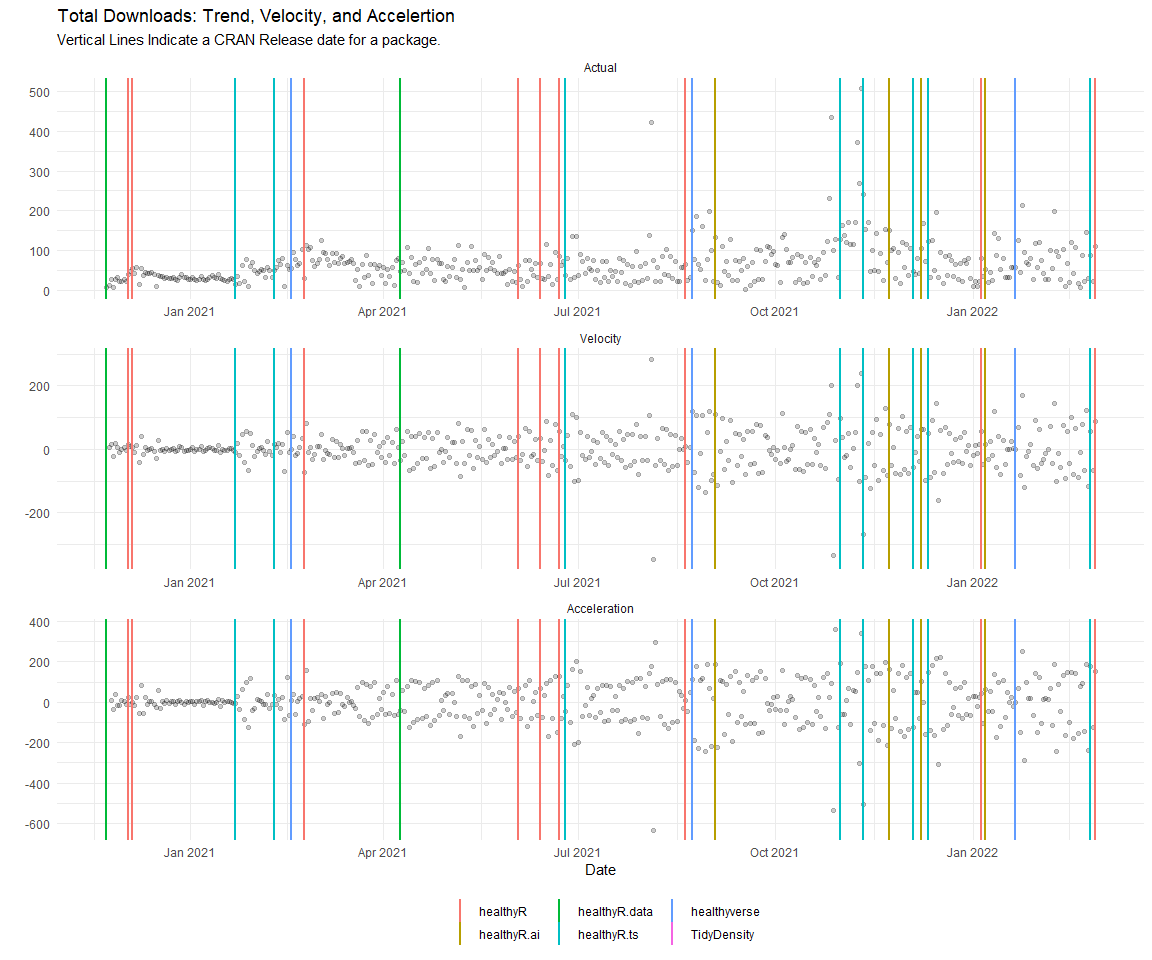 Total Downloads: Trend, Velocity, and Accelertion
Vertical Lines Indicate a CRAN Release date for a package.
Actual
500
400
300
200
100
0
Jan 2021 Apr 2021 Jul 2021 Oct 2021 Jan 2022
Velocity
200
0
-200
Jan 2021 Apr 2021 Jul 2021 Oct 2021 Jan 2022
Acceleration
400
200
0
-200
-400
-600
Jan 2021 Apr 2021 Jul 2021 Oct 2021 Jan 2022
Date
healthyR healthyR.data healthyverse
healthyR.ai healthyR.ts TidyDensity